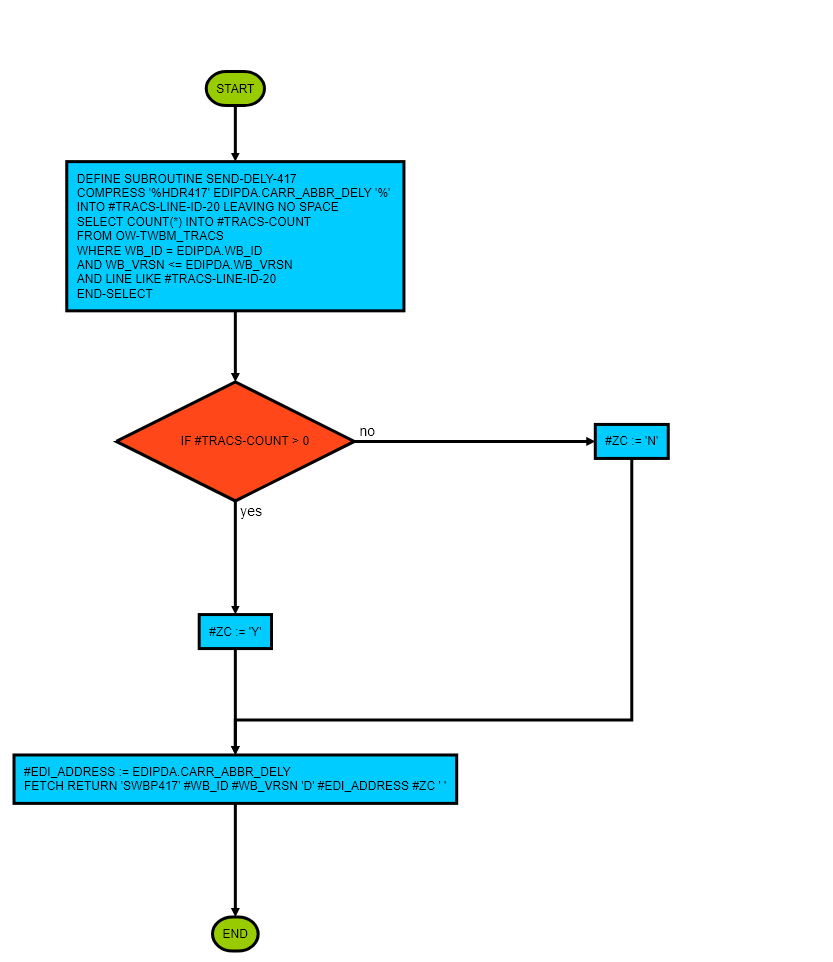 START
DEFINE SUBROUTINE SEND-DELY-417
COMPRESS '%HDR417' EDIPDA.CARR_ABBR_DELY '%'
INTO #TRACS-LINE-ID-20 LEAVING NO SPACE
SELECT COUNT(*) INTO #TRACS-COUNT
FROM OW-TWBM_TRACS
WHERE WB_ID = EDIPDA.WB_ID
AND WB_VRSN <= EDIPDA.WB_VRSN
AND LINE LIKE #TRACS-LINE-ID-20
END-SELECT
IF #TRACS-COUNT > 0
no
#ZC := 'N'
yes
#ZC := 'Y'
#EDI_ADDRESS := EDIPDA.CARR_ABBR_DELY
FETCH RETURN 'SWBP417' #WB_ID #WB_VRSN 'D' #EDI_ADDRESS #ZC ' '
END